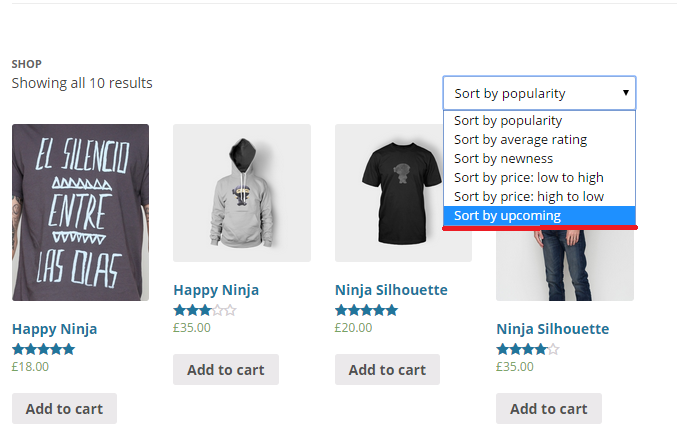 SHOP
Showing all 10 results
Sort by popularity
Sort by popularity
Sort by average rating
Sort by newness
Sort by price: low to high
Sort by price: high to low
Sort by upcoming
EL SILENCIO
ENTRE
LAS OLAS
Happy Ninja
£18.00
Add to cart
Happy Ninja
£35.00
Add to cart
Ninja Silhouette
£20.00
Add to cart
Ninja Silhouette
£35.00
Add to cart